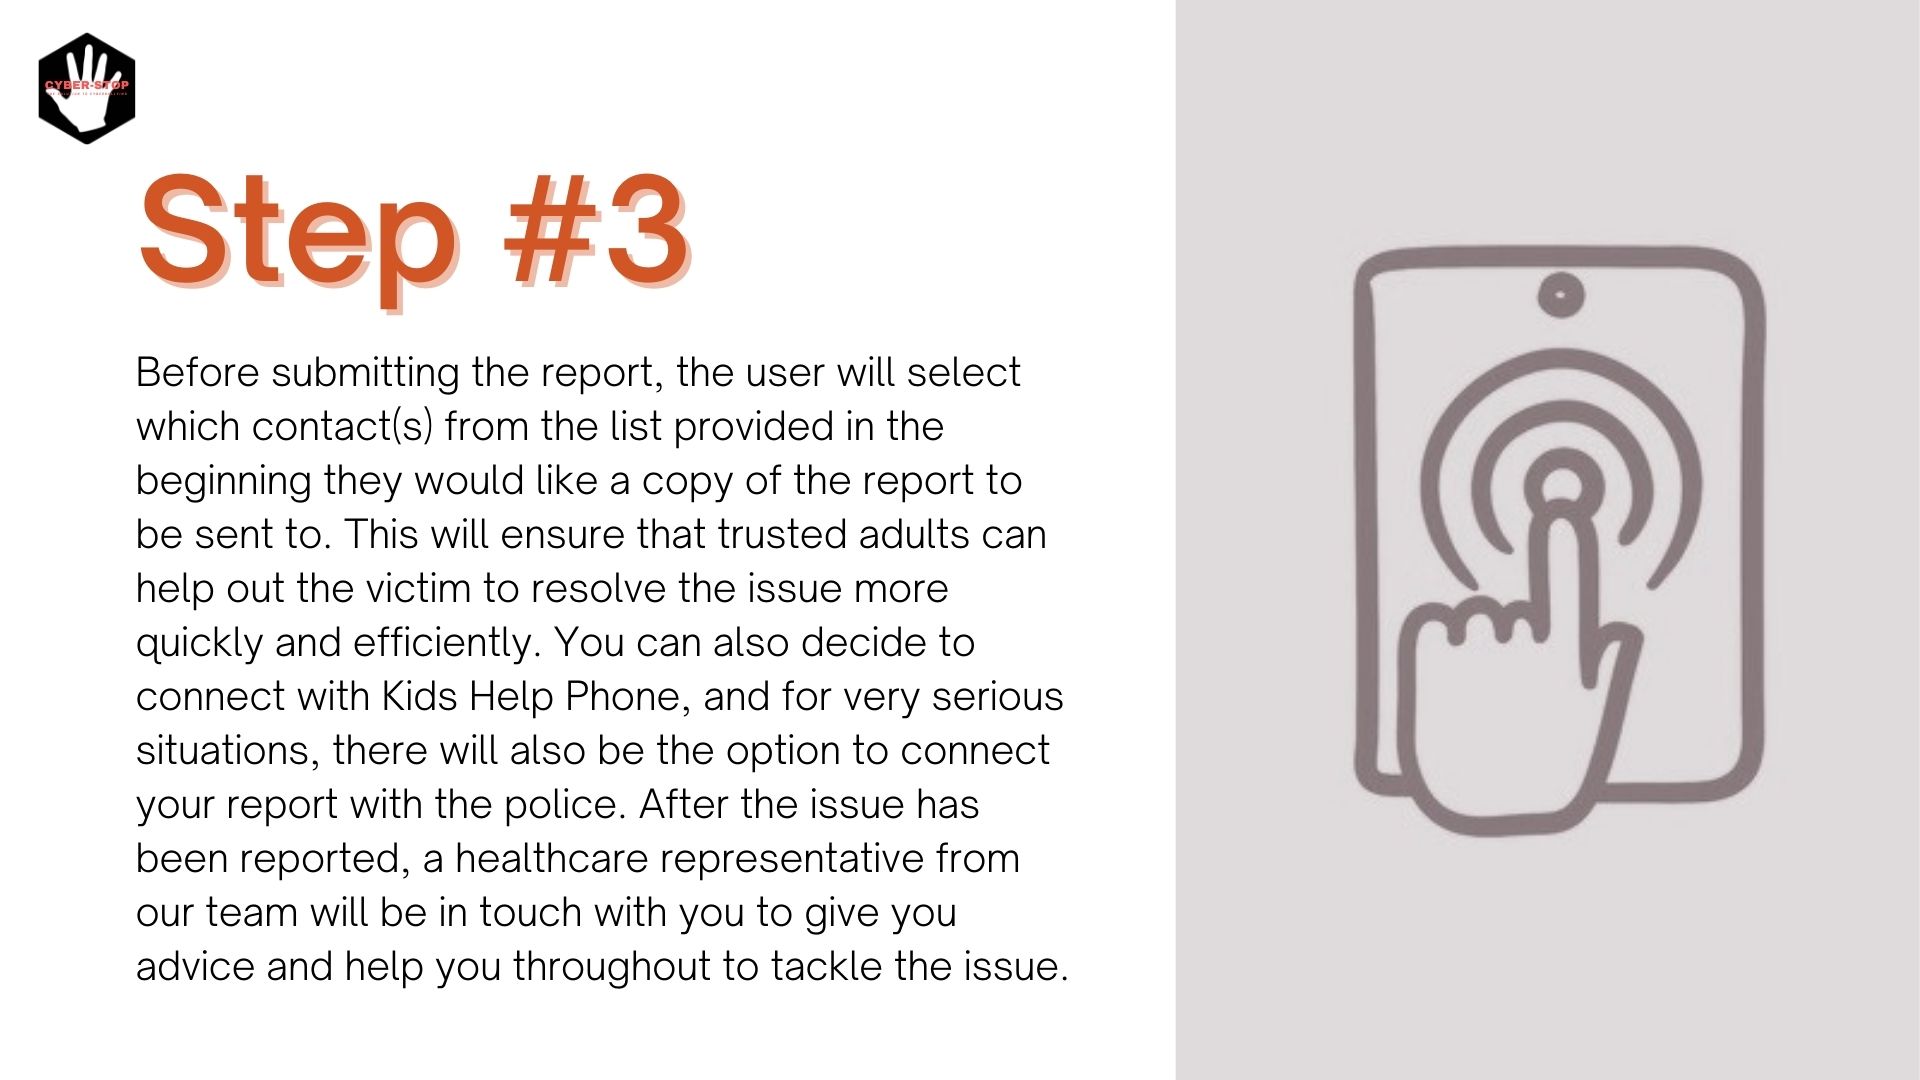 CYBER-STOP
Step #3
Before submitting the report, the user will select
which contact(s) from the list provided in the
beginning they would like a copy of the report to
be sent to. This will ensure that trusted adults can
help out the victim to resolve the issue more
quickly and efficiently. You can also decide to
connect with Kids Help Phone, and for very serious
situations, there will also be the option to connect
your report with the police. After the issue has
been reported, a healthcare representative from
our team will be in touch with you to give you
advice and help you throughout to tackle the issue.